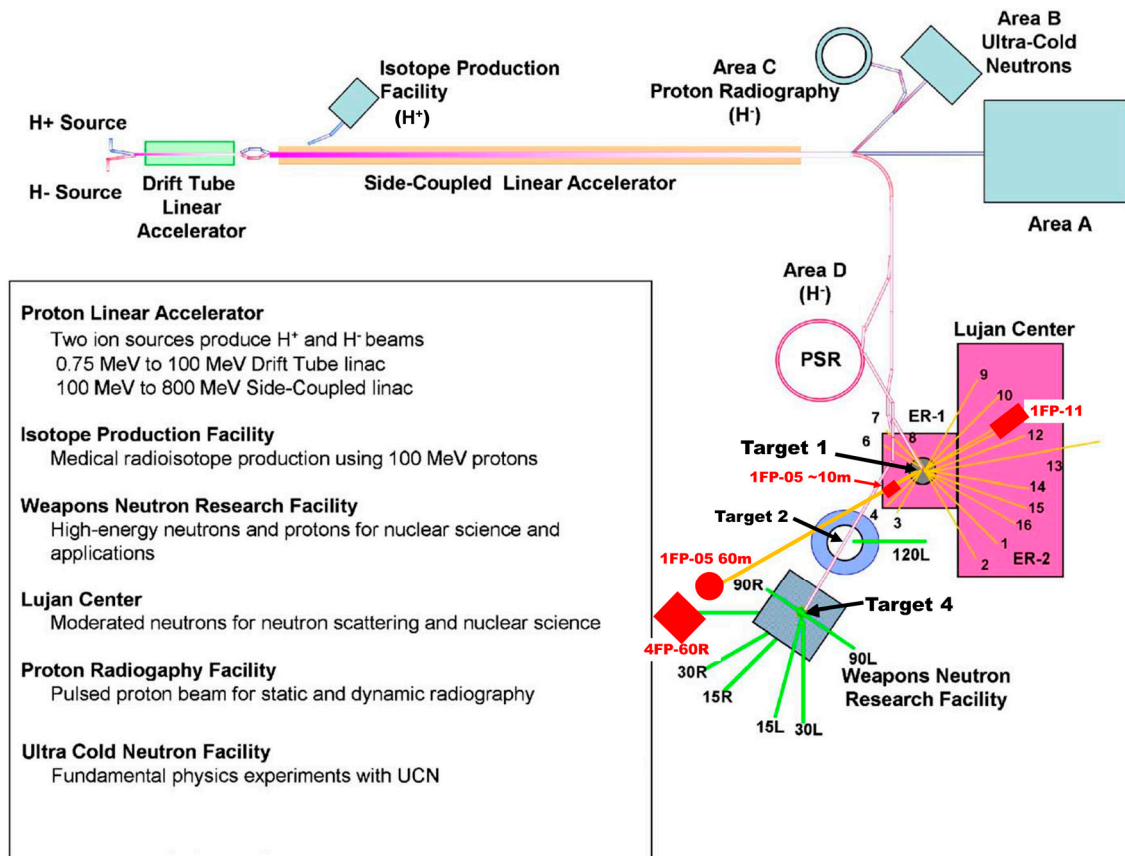 Isotope Production
Facility
(H⁺)
Area C
Proton Radiography
(H⁻)
Area B
Ultra-Cold
Neutrons
H+ Source
H- Source
Drift Tube
Linear
Accelerator
Side-Coupled Linear Accelerator
Area A
Area D
(H⁻)
PSR
Lujan Center
9
10
1FP-11
7
ER-1
6
8
12
Target 1
13
1FP-05 ~10m
14
4
15
3
16
Target 2
1
120L
2
ER-2
1FP-05 60m
90R
Target 4
4FP-60R
90L
30R
Weapons Neutron
Research Facility
15R
15L
30L
Proton Linear Accelerator
Two ion sources produce H⁺ and H⁻ beams
0.75 MeV to 100 MeV Drift Tube linac
100 MeV to 800 MeV Side-Coupled linac
Isotope Production Facility
Medical radioisotope production using 100 MeV protons
Weapons Neutron Research Facility
High-energy neutrons and protons for nuclear science and
applications
Lujan Center
Moderated neutrons for neutron scattering and nuclear science
Proton Radiogaphy Facility
Pulsed proton beam for static and dynamic radiography
Ultra Cold Neutron Facility
Fundamental physics experiments with UCN